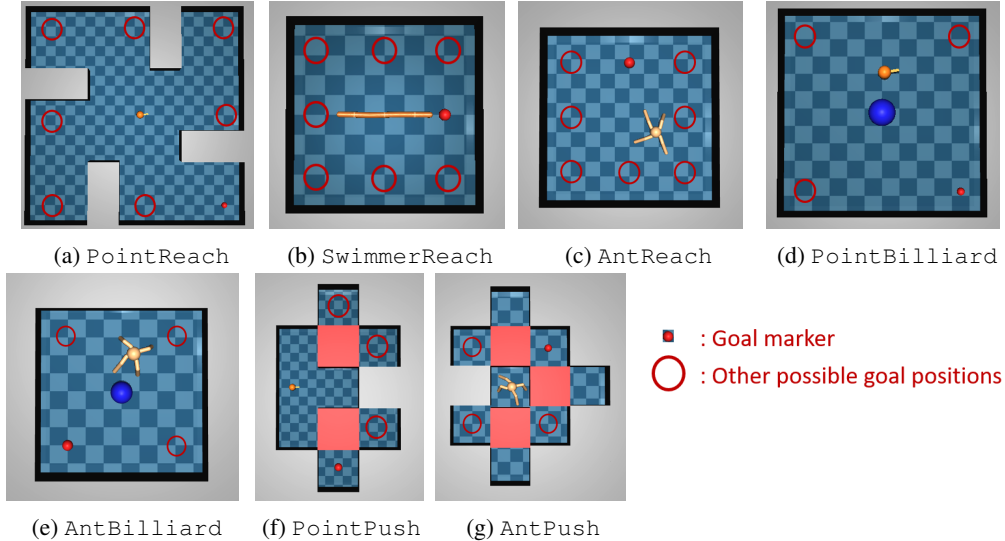 (a) PointReach
(b) SwimmerReach
(c) AntReach
(d) PointBilliard
: Goal marker
: Other possible goal positions
(e) AntBilliard
(f) PointPush
(g) AntPush